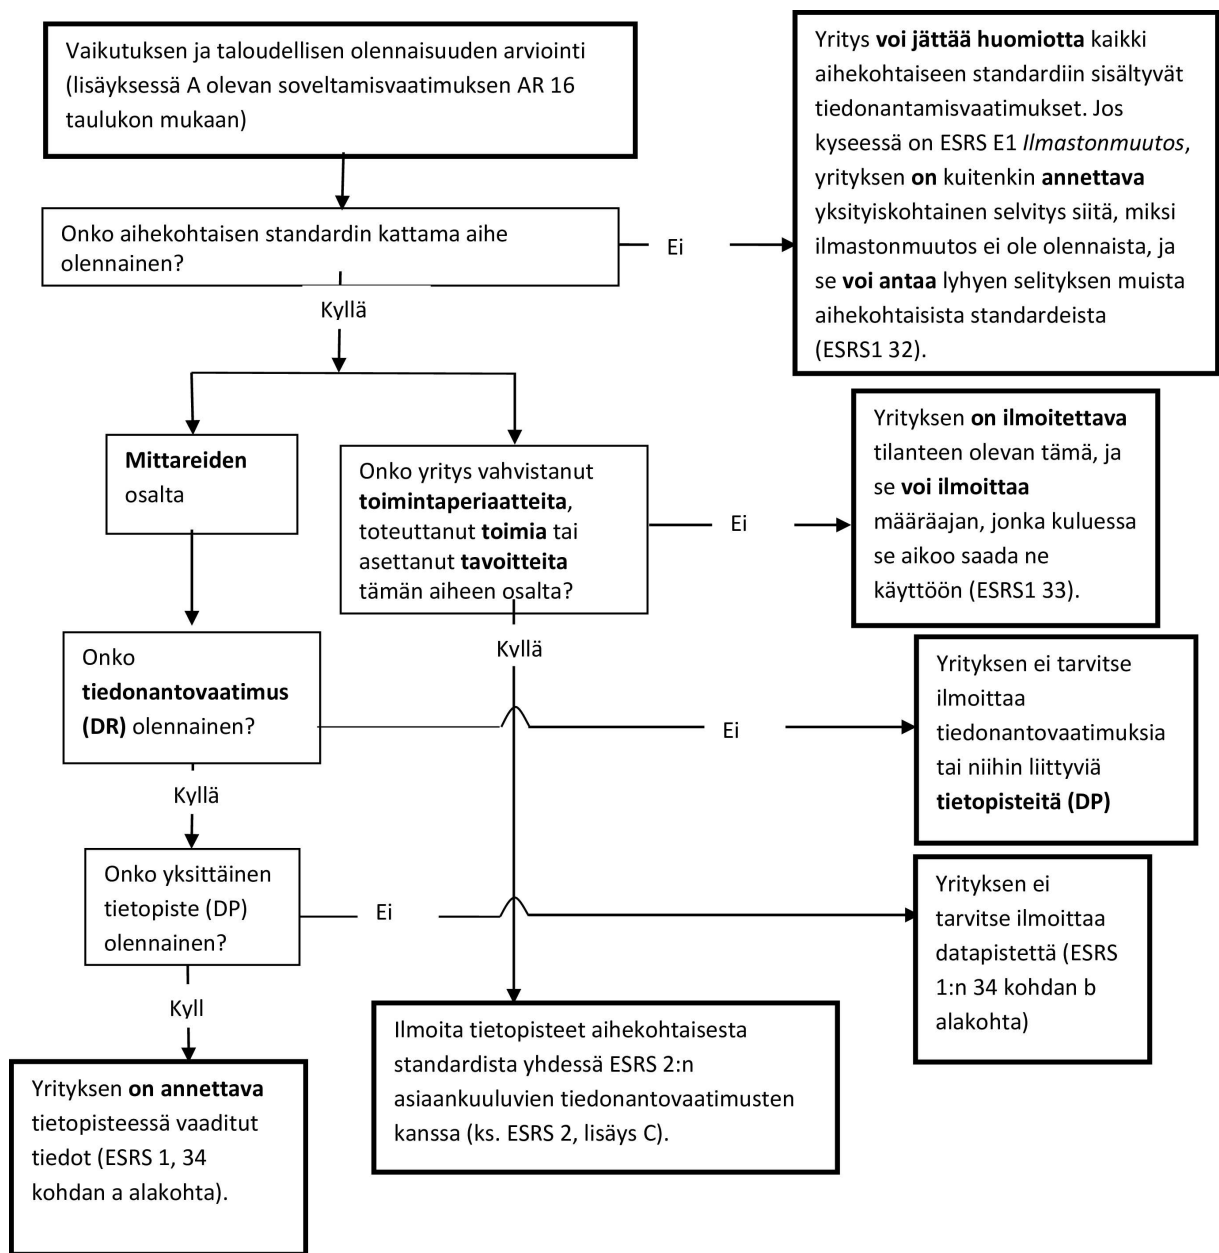 Vaikutuksen ja taloudellisen olennaisuuden arviointi
(lisäyksessä A olevan soveltamisvaatimuksen AR 16
taulukon mukaan)
Yritys voi jättää huomiotta kaikki
aihekohtaiseen standardiin sisältyvät
tiedonantamisvaatimukset. Jos
kyseessä on ESRS E1 Ilmastonmuutos,
yrityksen on kuitenkin annettava
yksityiskohtainen selvitys siitä, miksi
ilmastonmuutos ei ole olennaista, ja
se voi antaa lyhyen selityksen muista
aihekohtaisista standardeista
(ESRS1 32).
Onko aihekohtaisen standardin kattama aihe
olennainen?
Ei
Kyllä
Mittareiden
osalta
Onko yritys vahvistanut
toimintaperiaatteita,
toteuttanut toimia tai
asettanut tavoitteita
tämän aiheen osalta?
Ei
Yrityksen on ilmoitettava
tilanteen olevan tämä, ja
se voi ilmoittaa
määräajan, jonka kuluessa
se aikoo saada ne
käyttöön (ESRS1 33).
Kyllä
Onko
tiedonantovaatimus
(DR) olennainen?
Ei
Yrityksen ei tarvitse
ilmoittaa
tiedonantovaatimuksia
tai niihin liittyviä
tietopisteitä (DP)
Kyllä
Onko yksittäinen
tietopiste (DP)
olennainen?
Ei
Yrityksen ei
tarvitse ilmoittaa
datapistettä (ESRS
1:n 34 kohdan b
alakohta)
Kyll
Ilmoita tietopisteet aihekohtaisesta
standardista yhdessä ESRS 2:n
asiaankuuluvien tiedonantovaatimusten
kanssa (ks. ESRS 2, lisäys C).
Yrityksen on annettava
tietopisteessä vaaditut
tiedot (ESRS 1, 34
kohdan a alakohta).